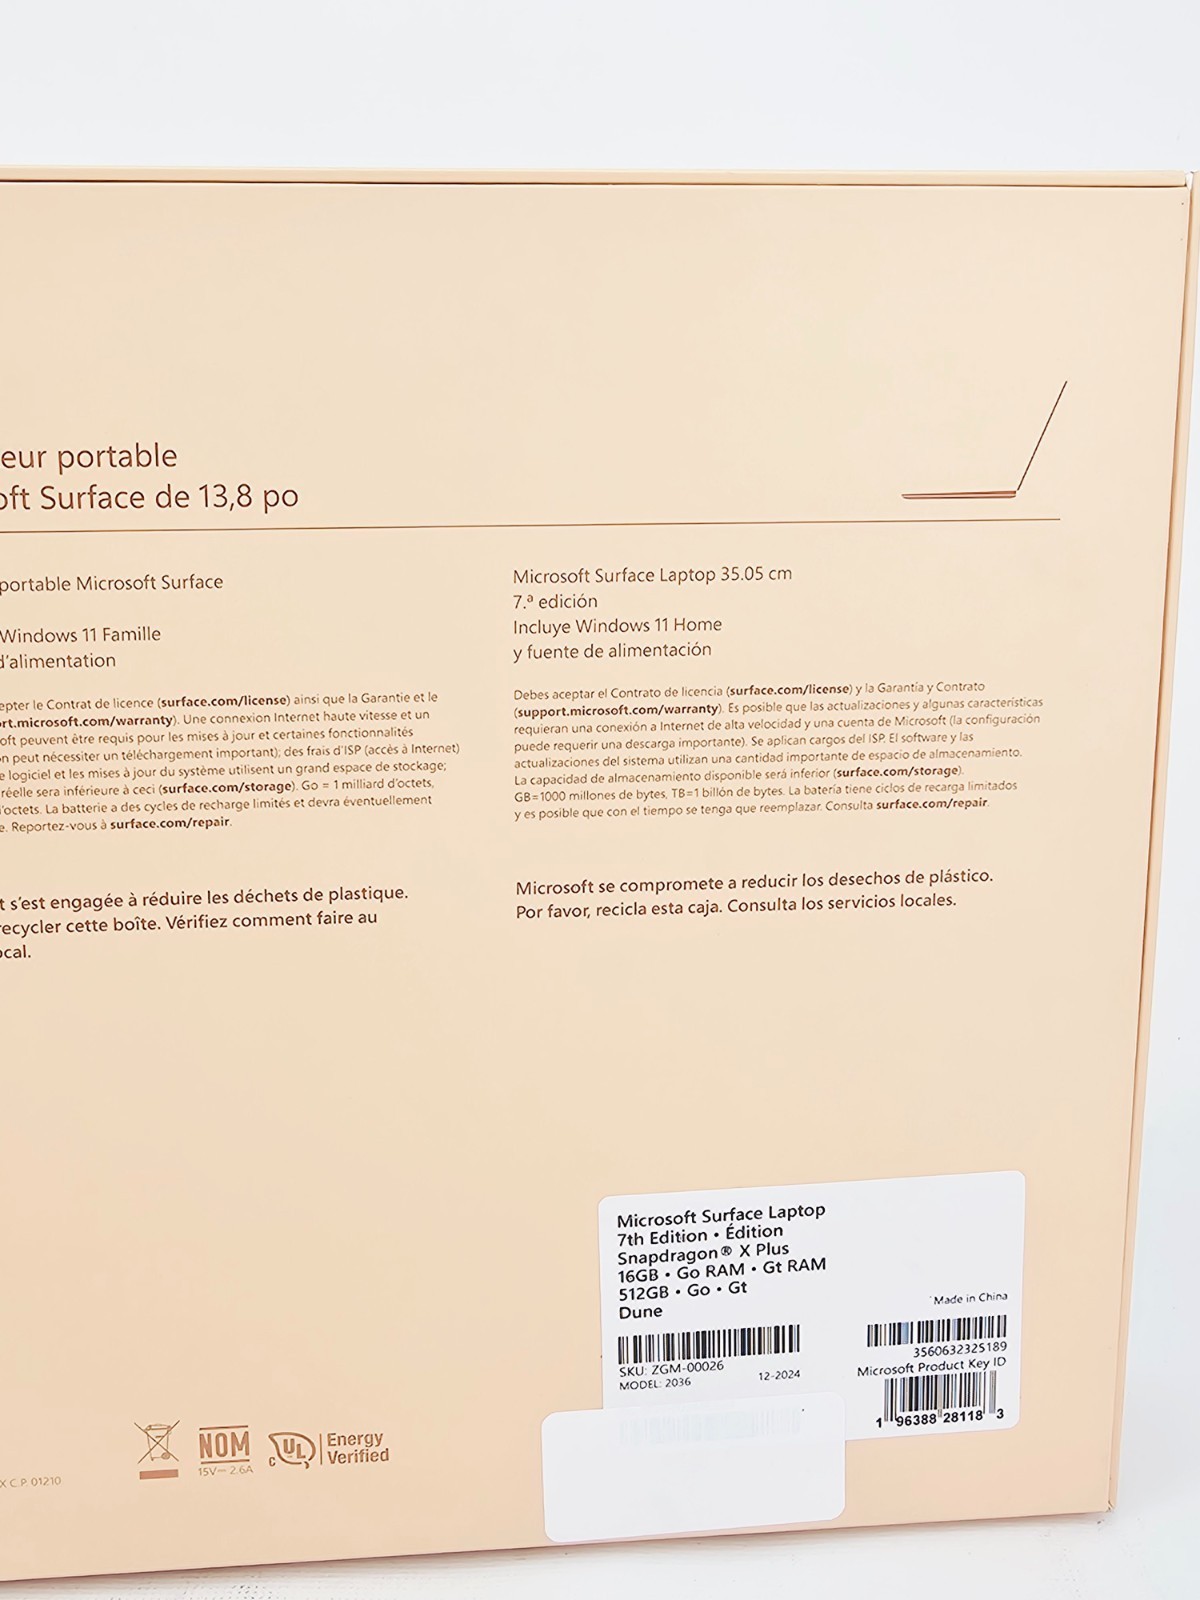 eur portable
oft Surface de 13,8 po
portable Microsoft Surface
Windows 11 Famille
d'alimentation
epter le Contrat de licence (surface.com/license) ainsi que la Garantie et le
rt.microsoft.com/warranty). Une connexion Internet haute vitesse et un
oft peuvent être requis pour les mises à jour et certaines fonctionnalités
n peut nécessiter un téléchargement important); des frais d'ISP (accès à Internet)
e logiciel et les mises à jour du système utilisent un grand espace de stockage;
réelle sera inférieure à ceci (surface.com/storage). Go = 1 milliard d'octets,
'octets. La batterie a des cycles de recharge limités et devra éventuellement
e. Reportez-vous à surface.com/repair.
t s'est engagée à réduire les déchets de plastique.
recycler cette boîte. Vérifiez comment faire au
ocal.
Microsoft Surface Laptop 35.05 cm
7.ª edición
Incluye Windows 11 Home
y fuente de alimentación
Debes aceptar el Contrato de licencia (surface.com/license) y la Garantía y Contrato
(support.microsoft.com/warranty). Es posible que las actualizaciones y algunas características
requieran una conexión a Internet de alta velocidad y una cuenta de Microsoft (la configuración
puede requerir una descarga importante). Se aplican cargos del ISP. El software y las
actualizaciones del sistema utilizan una cantidad importante de espacio de almacenamiento.
La capacidad de almacenamiento disponible será inferior (surface.com/storage).
GB=1000 millones de bytes, TB=1 billón de bytes. La batería tiene ciclos de recarga limitados
y es posible que con el tiempo se tenga que reemplazar. Consulta surface.com/repair.
Microsoft se compromete a reducir los desechos de plástico.
Por favor, recicla esta caja. Consulta los servicios locales.
Microsoft Surface Laptop
7th Edition • Édition
Snapdragon® X Plus
16GB • Go RAM • Gt RAM
512GB • Go • Gt
Dune
Made in China
SKU: ZGM-00026
MODEL: 2036
12-2024
3560632325189
Microsoft Product Key ID
1 96388 28118 3
X C.P. 01210
NOM
15V⎓2.6A
c UL
Energy
Verified